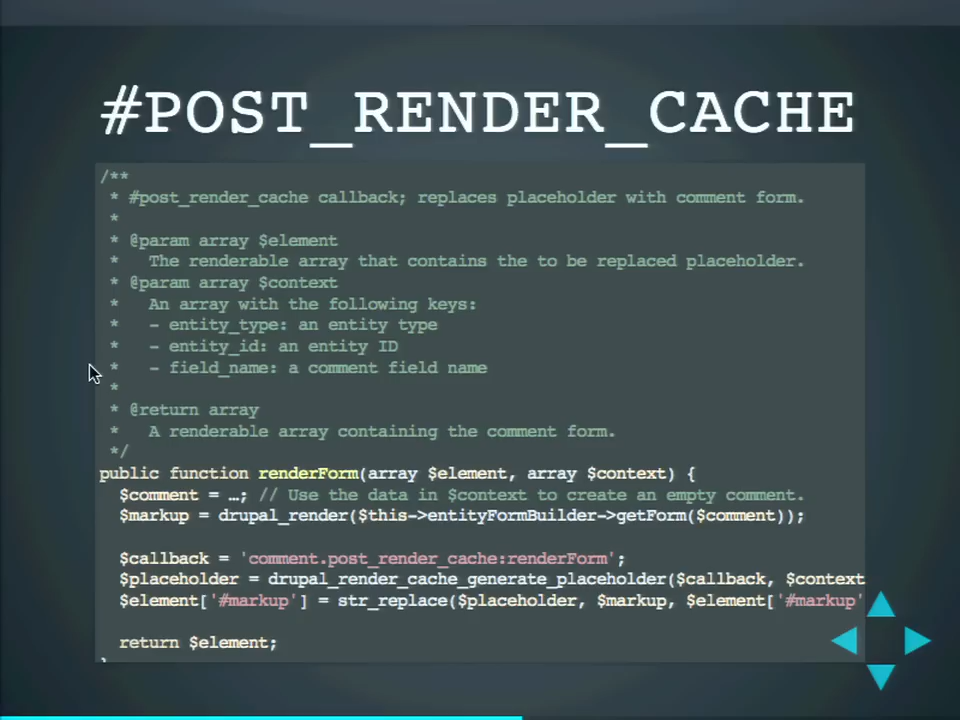 #POST_RENDER_CACHE
/**
 * #post_render_cache callback; replaces placeholder with comment form.
 *
 * @param array $element
 *   The renderable array that contains the to be replaced placeholder.
 * @param array $context
 *   An array with the following keys:
 *   - entity_type: an entity type
 *   - entity_id: an entity ID
 *   - field_name: a comment field name
 *
 * @return array
 *   A renderable array containing the comment form.
 */
public function renderForm(array $element, array $context) {
  $comment = …; // Use the data in $context to create an empty comment.
  $markup = drupal_render($this->entityFormBuilder->getForm($comment));

  $callback = 'comment.post_render_cache:renderForm';
  $placeholder = drupal_render_cache_generate_placeholder($callback, $context
  $element['#markup'] = str_replace($placeholder, $markup, $element['#markup'

  return $element;